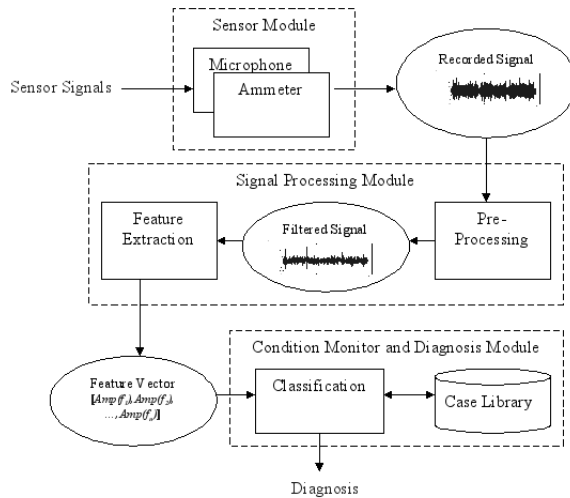 Sensor Module
Microphone
Ammeter
Sensor Signals
Recorded Signal
Signal Processing Module
Feature
Extraction
Filtered Signal
Pre-
Processing
Condition Monitor and Diagnosis Module
Feature Vector
[Amp(f₁),Amp(f₂),
...,Amp(fₙ)]
Classification
Case Library
Diagnosis